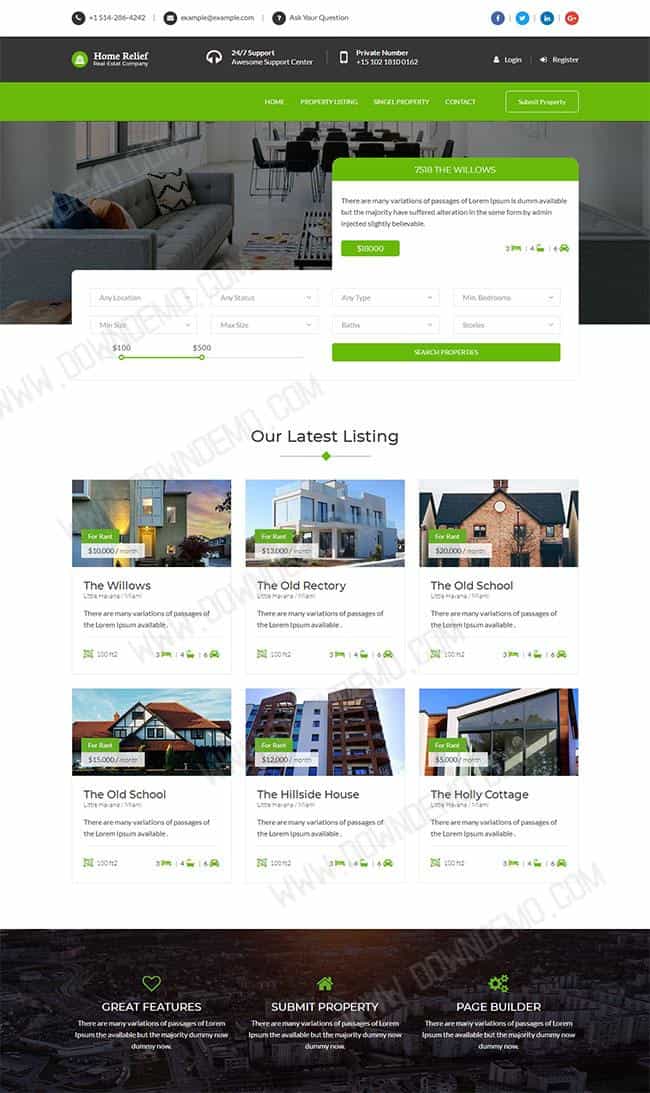 +1 514-286-4242 | example@example.com | Ask Your Question
Home Relief
Real Estat Company
24/7 Support
Awesome Support Center
Private Number
+15 102 1810 0162
Login | Register
HOME PROPERTY LISTING SINGEL PROPERTY CONTACT Submit Property
7518 THE WILLOWS
There are many variations of passages of Lorem Ipsum is dumm available
but the majority have suffered alteration in the some form by admin
injected slightly believable.
$18000 3 | 4 | 6
Any Location Any Status Any Type Min. Bedrooms
Min Size Max Size Baths Stories
$100 $500
SEARCH PROPERTIES
Our Latest Listing
For Rent
$10,000 / month
The Willows
Little Havana / Miami
There are many variations of passages of
the Lorem Ipsum available .
100 ft2 3 | 4 | 6
For Rent
$13,000 / month
The Old Rectory
Little Havana / Miami
There are many variations of passages of
the Lorem Ipsum available .
100 ft2 3 | 4 | 6
For Rent
$20,000 / month
The Old School
Little Havana / Miami
There are many variations of passages of
the Lorem Ipsum available .
100 ft2 3 | 4 | 6
For Rent
$15,000 / month
The Old School
Little Havana / Miami
There are many variations of passages of
the Lorem Ipsum available .
100 ft2 3 | 4 | 6
For Rent
$12,000 / month
The Hillside House
Little Havana / Miami
There are many variations of passages of
the Lorem Ipsum available .
100 ft2 3 | 4 | 6
For Rent
$5,000 / month
The Holly Cottage
Little Havana / Miami
There are many variations of passages of
the Lorem Ipsum available .
100 ft2 3 | 4 | 6
GREAT FEATURES
There are many variations of passages of Lorem
Ipsum the available but the majority dummy now
dummy now.
SUBMIT PROPERTY
There are many variations of passages of Lorem
Ipsum the available but the majority dummy now
dummy now.
PAGE BUILDER
There are many variations of passages of Lorem
Ipsum the available but the majority dummy now
dummy now.
WWW.DOWNDEMO.COM
WWW.DOWNDEMO.COM
WWW.DOWNDEMO.COM
WWW.DOWNDEMO.COM
WWW.DOWNDEMO.COM
WWW.DOWNDEMO.COM